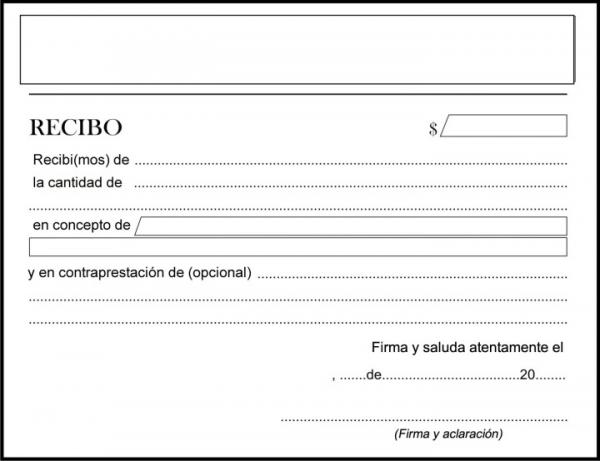 RECIBO $
Recibi(mos) de ........................................................................
la cantidad de ........................................................................
....................................................................................................
en concepto de
y en contraprestación de (opcional) ....................................................
....................................................................................................
....................................................................................................
Firma y saluda atentamente el
, .......de...................................20........
..........................................................
(Firma y aclaración)